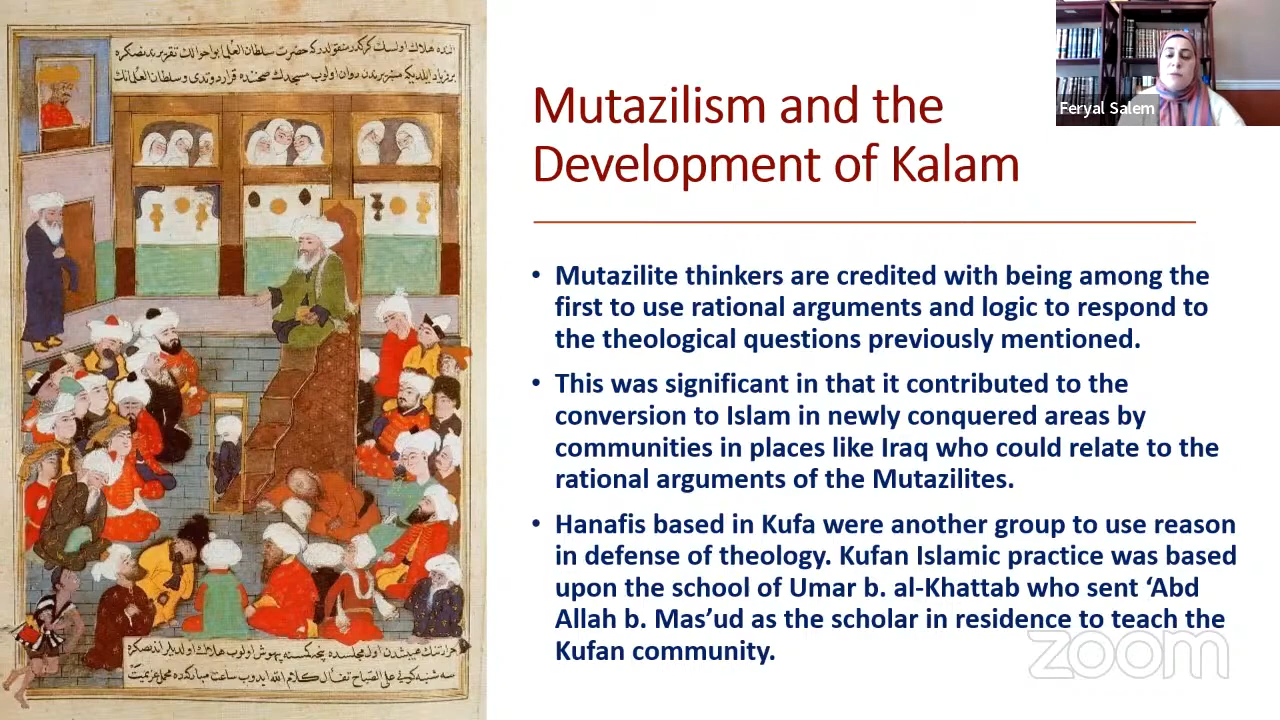 Feryal Salem
Mutazilism and the
Development of Kalam
• Mutazilite thinkers are credited with being among the
first to use rational arguments and logic to respond to
the theological questions previously mentioned.
• This was significant in that it contributed to the
conversion to Islam in newly conquered areas by
communities in places like Iraq who could relate to the
rational arguments of the Mutazilites.
• Hanafis based in Kufa were another group to use reason
in defense of theology. Kufan Islamic practice was based
upon the school of Umar b. al-Khattab who sent ‘Abd
Allah b. Mas’ud as the scholar in residence to teach the
Kufan community.
zoom
حضرت سلطان العلما